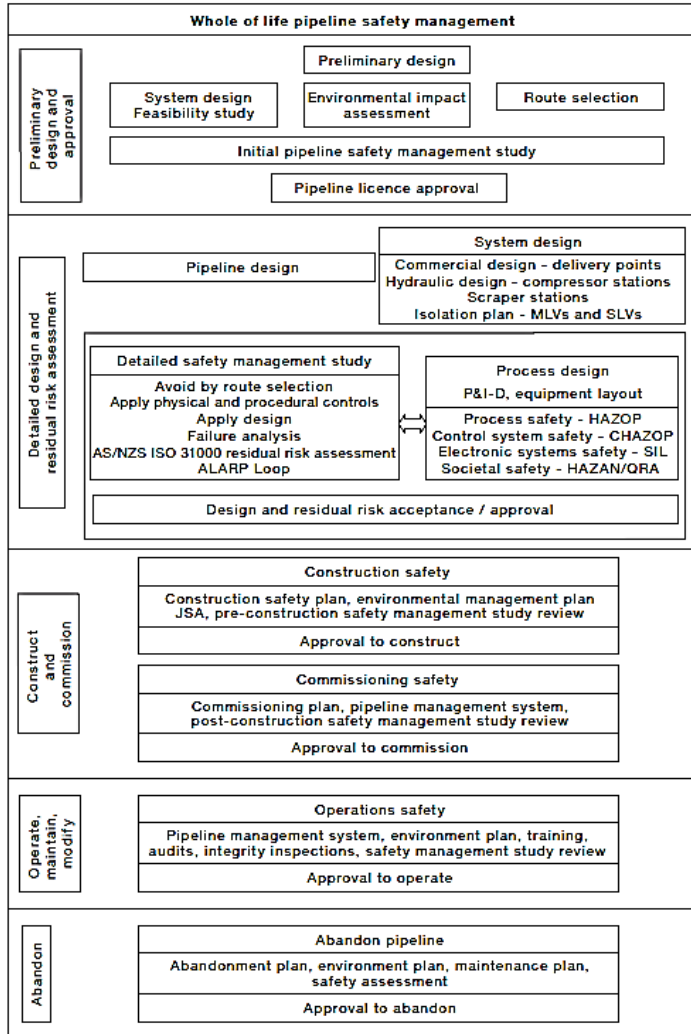 Whole of life pipeline safety management
Preliminary
design and
approval
Preliminary design
System design
Feasibility study
Environmental impact
assessment
Route selection
Initial pipeline safety management study
Pipeline licence approval
Detailed design and
residual risk assessment
Pipeline design
System design
Commercial design – delivery points
Hydraulic design – compressor stations
Scraper stations
Isolation plan – MLVs and SLVs
Detailed safety management study
Avoid by route selection
Apply physical and procedural controls
Apply design
Failure analysis
AS/NZS ISO 31000 residual risk assessment
ALARP Loop
Process design
P&I-D, equipment layout
Process safety – HAZOP
Control system safety – CHAZOP
Electronic systems safety – SIL
Societal safety – HAZAN/QRA
Design and residual risk acceptance / approval
Construct
and
commission
Construction safety
Construction safety plan, environmental management plan
JSA, pre-construction safety management study review
Approval to construct
Commissioning safety
Commissioning plan, pipeline management system,
post-construction safety management study review
Approval to commission
Operate,
maintain,
modify
Operations safety
Pipeline management system, environment plan, training,
audits, integrity inspections, safety management study review
Approval to operate
Abandon
Abandon pipeline
Abandonment plan, environment plan, maintenance plan,
safety assessment
Approval to abandon